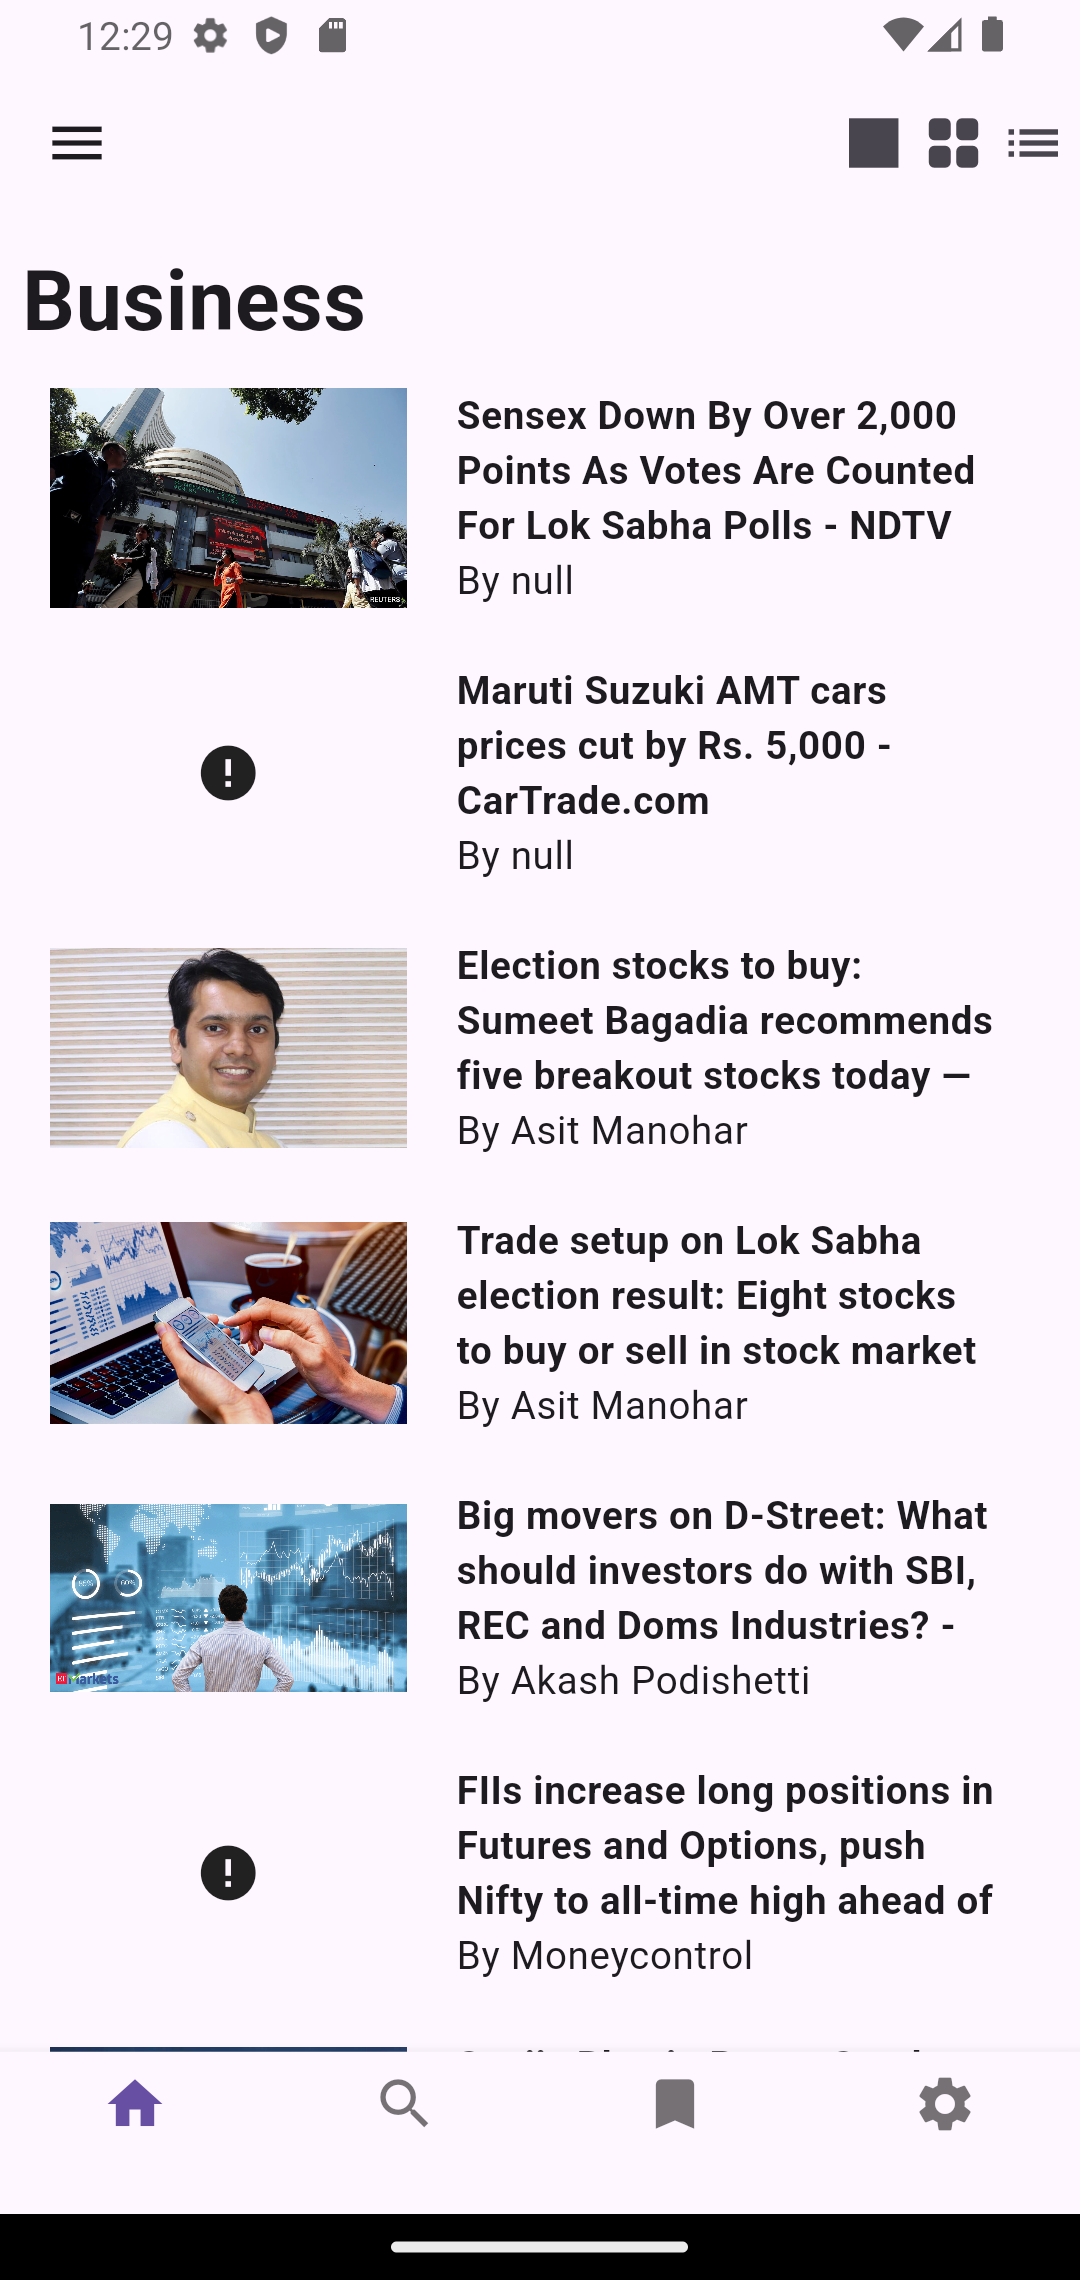 12:29
Business
Sensex Down By Over 2,000
Points As Votes Are Counted
For Lok Sabha Polls - NDTV
By null
REUTERS
Maruti Suzuki AMT cars
prices cut by Rs. 5,000 -
CarTrade.com
By null
Election stocks to buy:
Sumeet Bagadia recommends
five breakout stocks today —
By Asit Manohar
Trade setup on Lok Sabha
election result: Eight stocks
to buy or sell in stock market
By Asit Manohar
Big movers on D-Street: What
should investors do with SBI,
REC and Doms Industries? -
By Akash Podishetti
ET Markets
FIIs increase long positions in
Futures and Options, push
Nifty to all-time high ahead of
By Moneycontrol